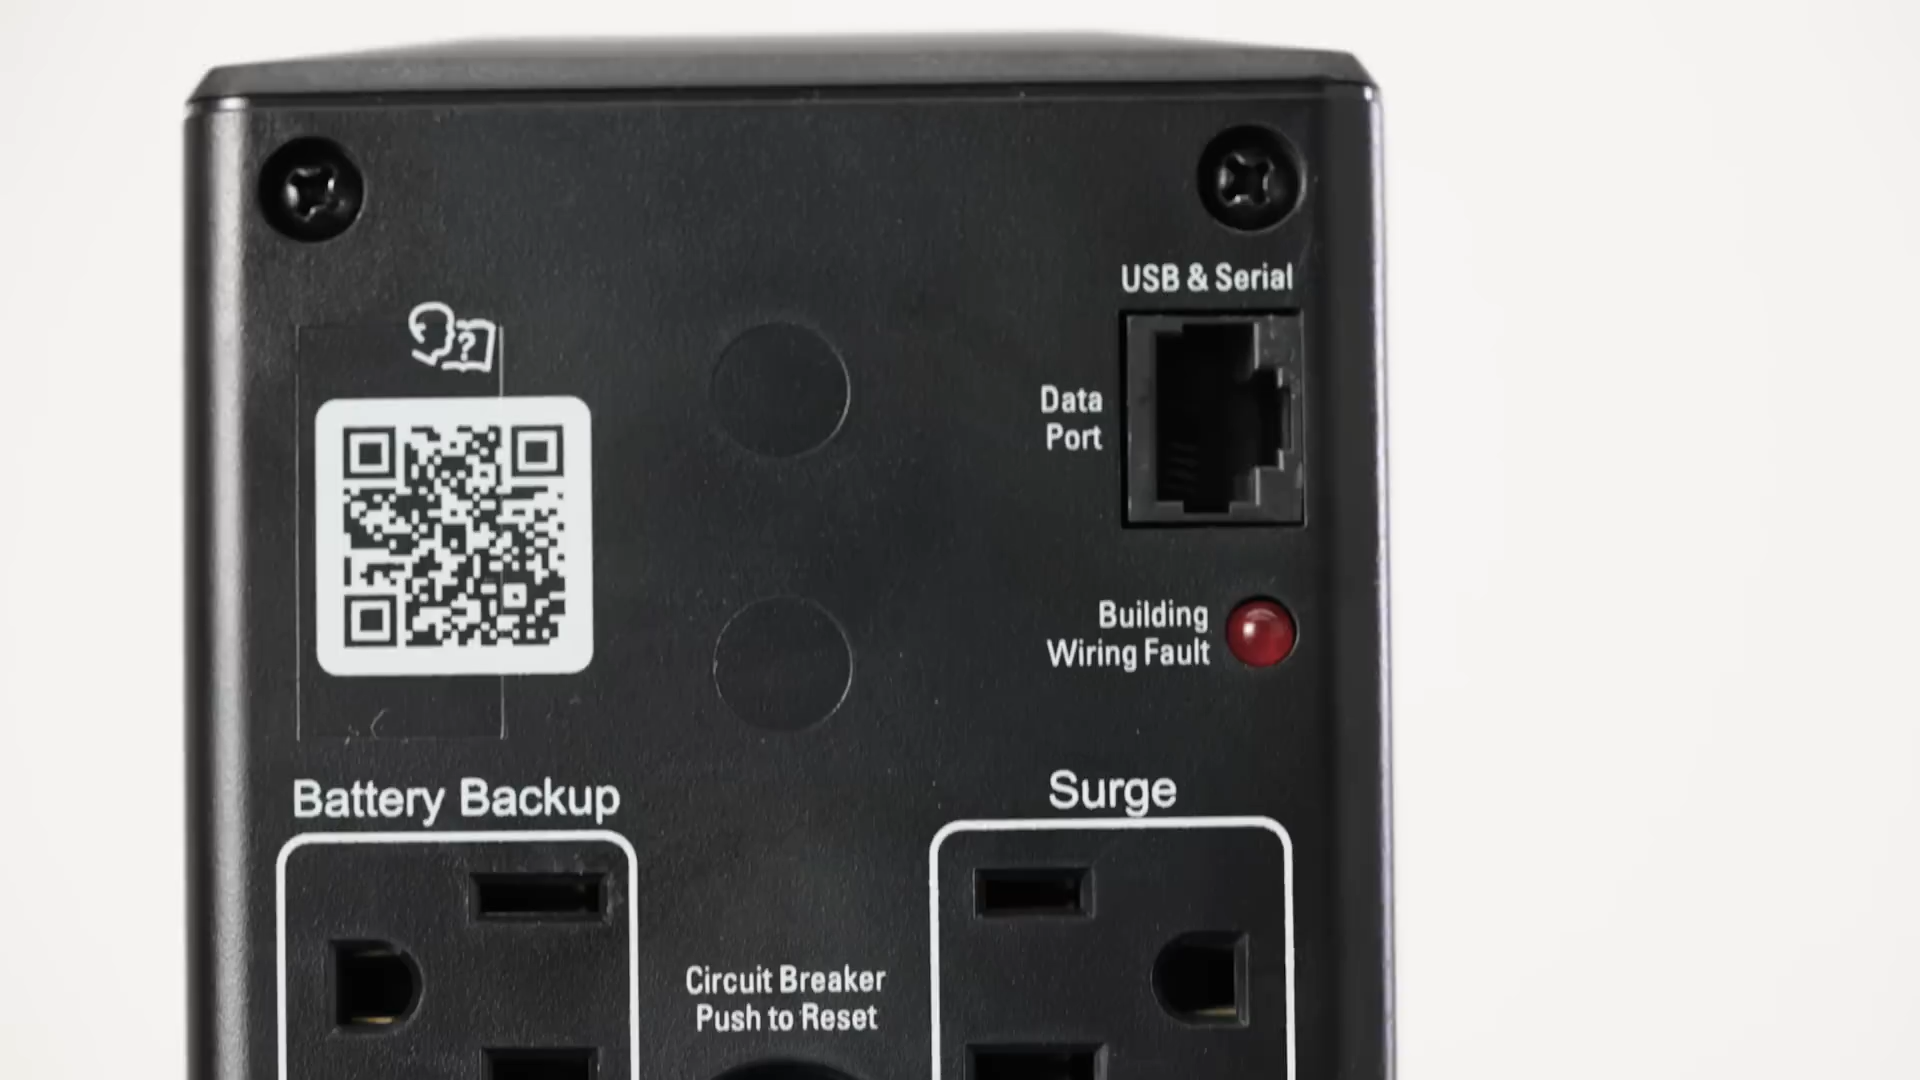 USB & Serial
?
Data
Port
Building
Wiring Fault
Battery Backup
Surge
Circuit Breaker
Push to Reset